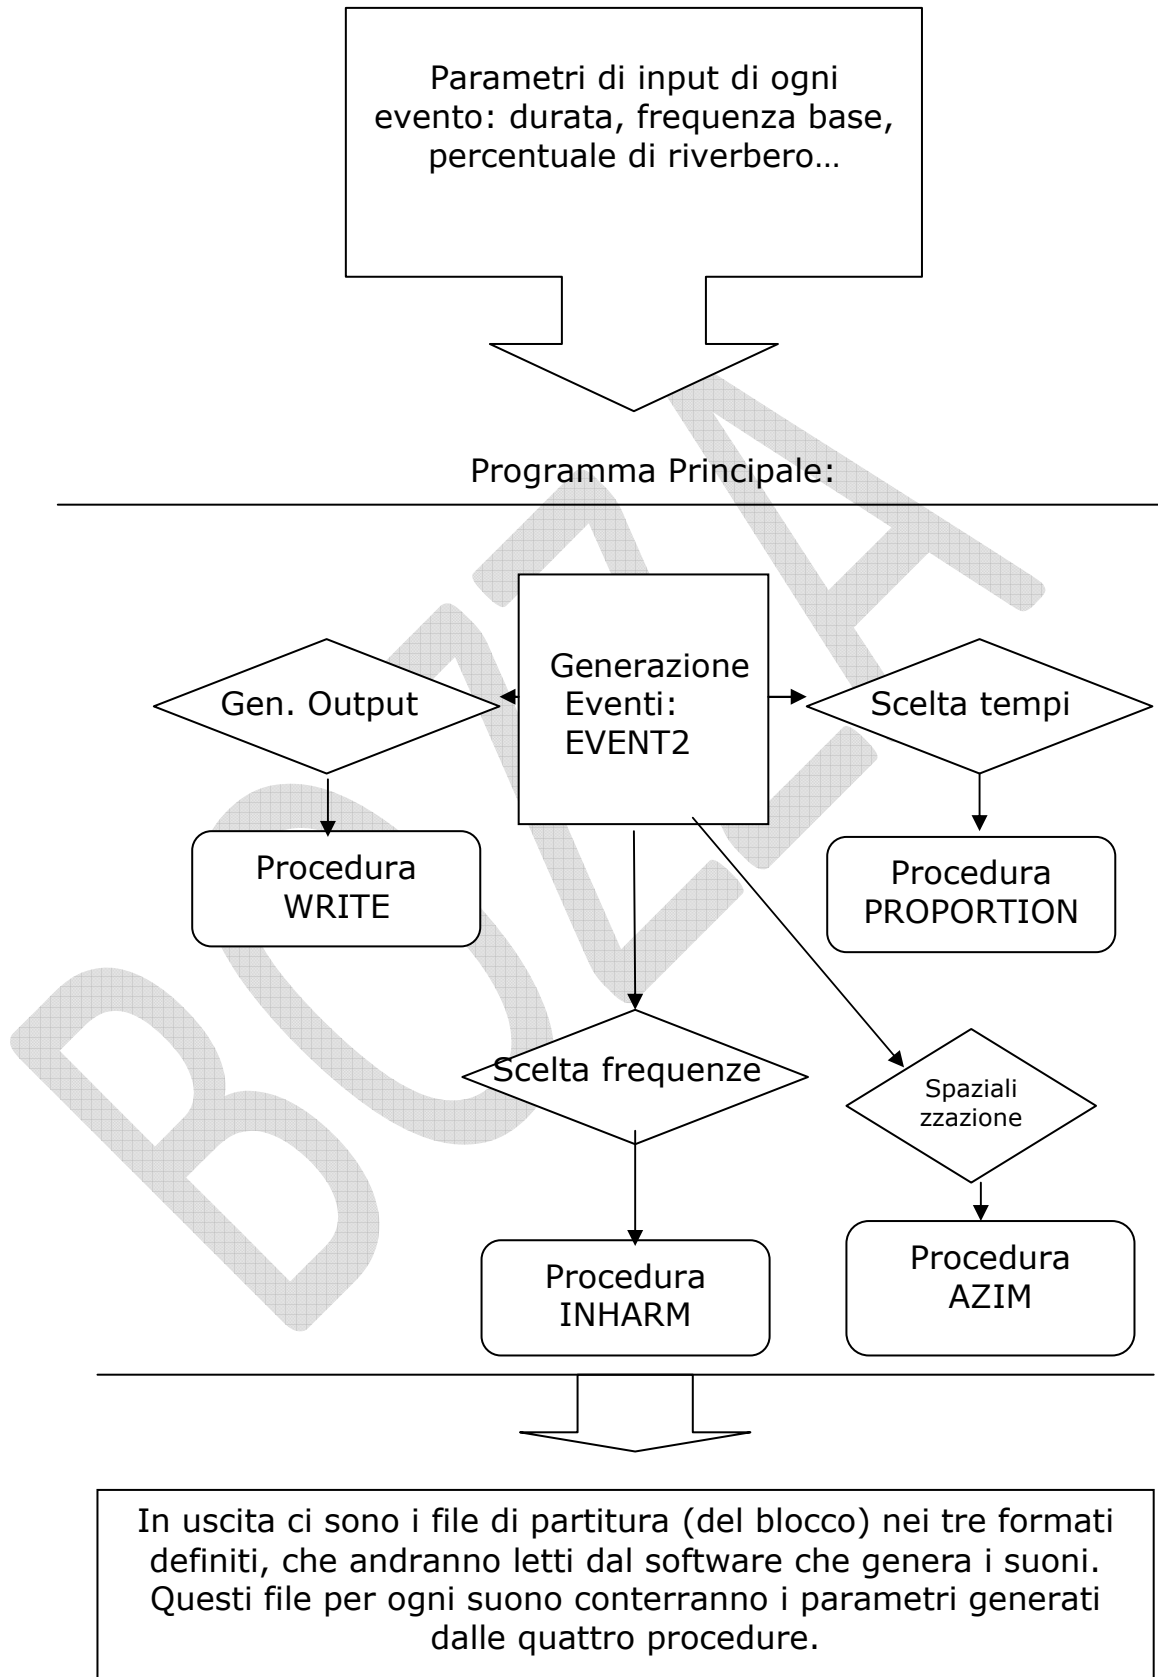 Parametri di input di ogni
evento: durata, frequenza base,
percentuale di riverbero…
Programma Principale:
BOZZA
Generazione
Eventi:
EVENT2
Gen. Output
Scelta tempi
Procedura
WRITE
Procedura
PROPORTION
Scelta frequenze
Spaziali
zzazione
Procedura
INHARM
Procedura
AZIM
In uscita ci sono i file di partitura (del blocco) nei tre formati
definiti, che andranno letti dal software che genera i suoni.
Questi file per ogni suono conterranno i parametri generati
dalle quattro procedure.